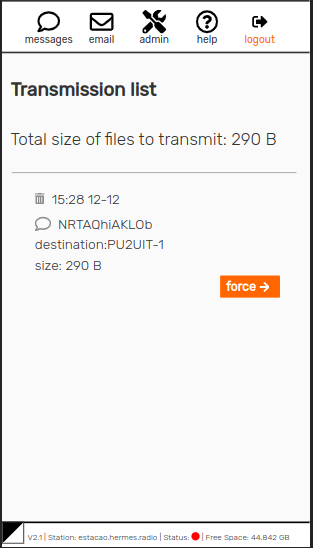 messages email admin help logout
Transmission list
Total size of files to transmit: 290 B
15:28 12-12
NRTAQhiAKLOb
destination:PU2UIT-1
size: 290 B
force
V2.1 | Station: estacao.hermes.radio | Status: | Free Space: 44.842 GB